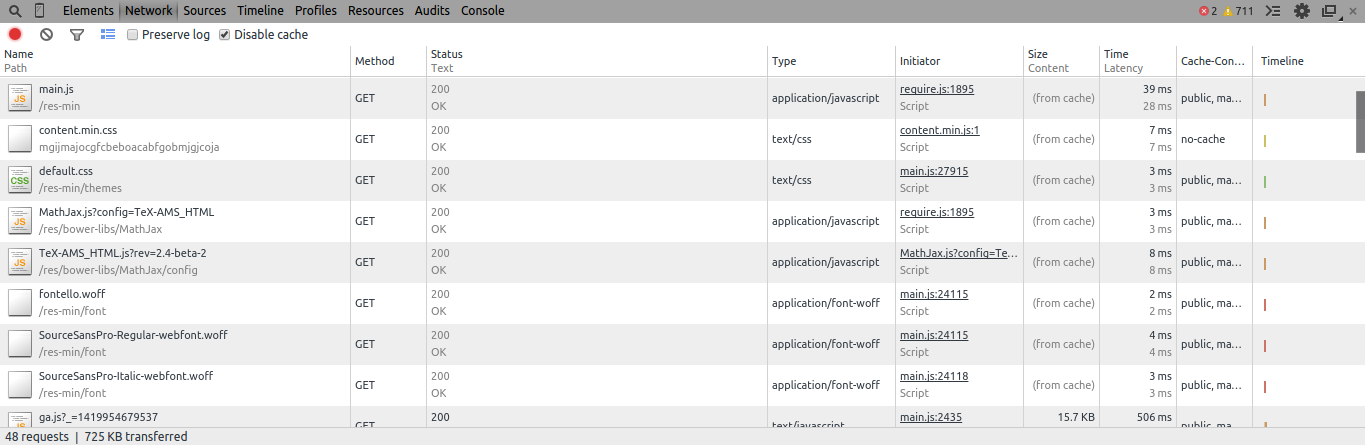 Elements Network Sources Timeline Profiles Resources Audits Console 2 711
Preserve log Disable cache
Name Path Method Status Text Type Initiator Size Content Time Latency Cache-Con... Timeline
main.js 200 39 ms
/res-min GET OK application/javascript require.js:1895 Script (from cache) 28 ms public, ma...
content.min.css 200 7 ms
mgijmajocgfcbeboacabfgobmjgjcoja GET OK text/css content.min.js:1 Script (from cache) 7 ms no-cache
default.css 200 3 ms
/res-min/themes GET OK text/css main.js:27915 Script (from cache) 3 ms public, ma...
MathJax.js?config=TeX-AMS_HTML 200 3 ms
/res/bower-libs/MathJax GET OK application/javascript require.js:1895 Script (from cache) 3 ms public, ma...
TeX-AMS_HTML.js?rev=2.4-beta-2 200 8 ms
/res/bower-libs/MathJax/config GET OK application/javascript MathJax.js?config=Te... Script (from cache) 8 ms public, ma...
fontello.woff 200 2 ms
/res-min/font GET OK application/font-woff main.js:24115 Script (from cache) 2 ms public, ma...
SourceSansPro-Regular-webfont.woff 200 4 ms
/res-min/font GET OK application/font-woff main.js:24115 Script (from cache) 4 ms public, ma...
SourceSansPro-Italic-webfont.woff 200 3 ms
/res-min/font GET OK application/font-woff main.js:24118 Script (from cache) 3 ms public, ma...
ga.js?_=1419954679537 200 text/javascript main.js:2435 15.7 KB 506 ms
48 requests | 725 KB transferred